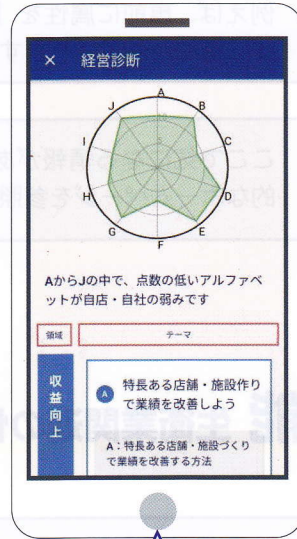 × 経営診断
A
B
C
D
E
F
G
H
I
J
AからJの中で、点数の低いアルファベ
ットが自店・自社の弱みです
領域
テーマ
収益向上
A 特長ある店舗・施設作り
で業績を改善しよう
A：特長ある店舗・施設づくり
で業績を改善する方法